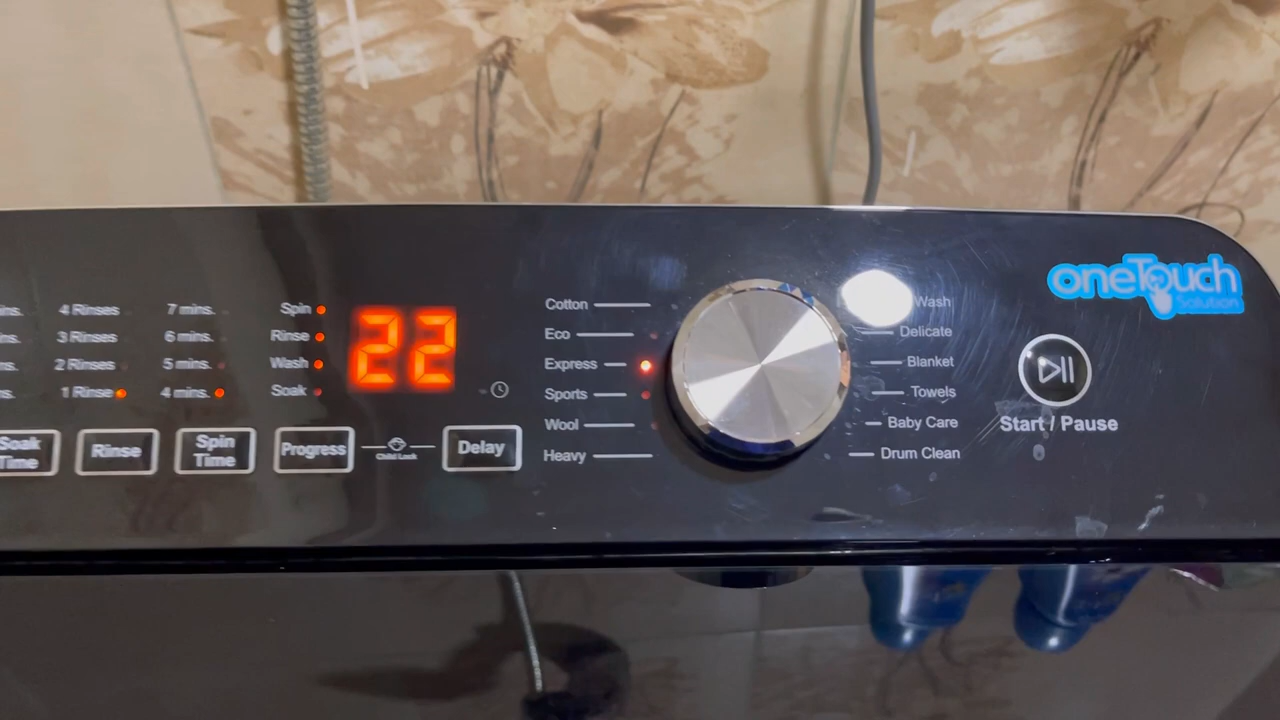 4 Rinses
3 Rinses
2 Rinses
1 Rinse
7 mins.
6 mins.
5 mins.
4 mins.
Spin
Rinse
Wash
Soak
22
Soak
Time
Rinse
Spin
Time
Progress
Child Lock
Delay
Cotton
Eco
Express
Sports
Wool
Heavy
Wash
Delicate
Blanket
Towels
Baby Care
Drum Clean
oneTouch
Solution
Start / Pause